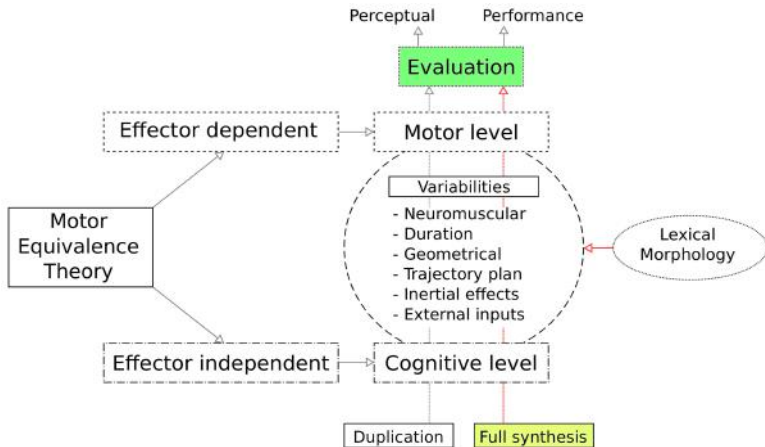 Perceptual
Performance
Evaluation
Effector dependent
Motor level
Variabilities
- Neuromuscular
- Duration
- Geometrical
- Trajectory plan
- Inertial effects
- External inputs
Motor
Equivalence
Theory
Lexical
Morphology
Effector independent
Cognitive level
Duplication
Full synthesis